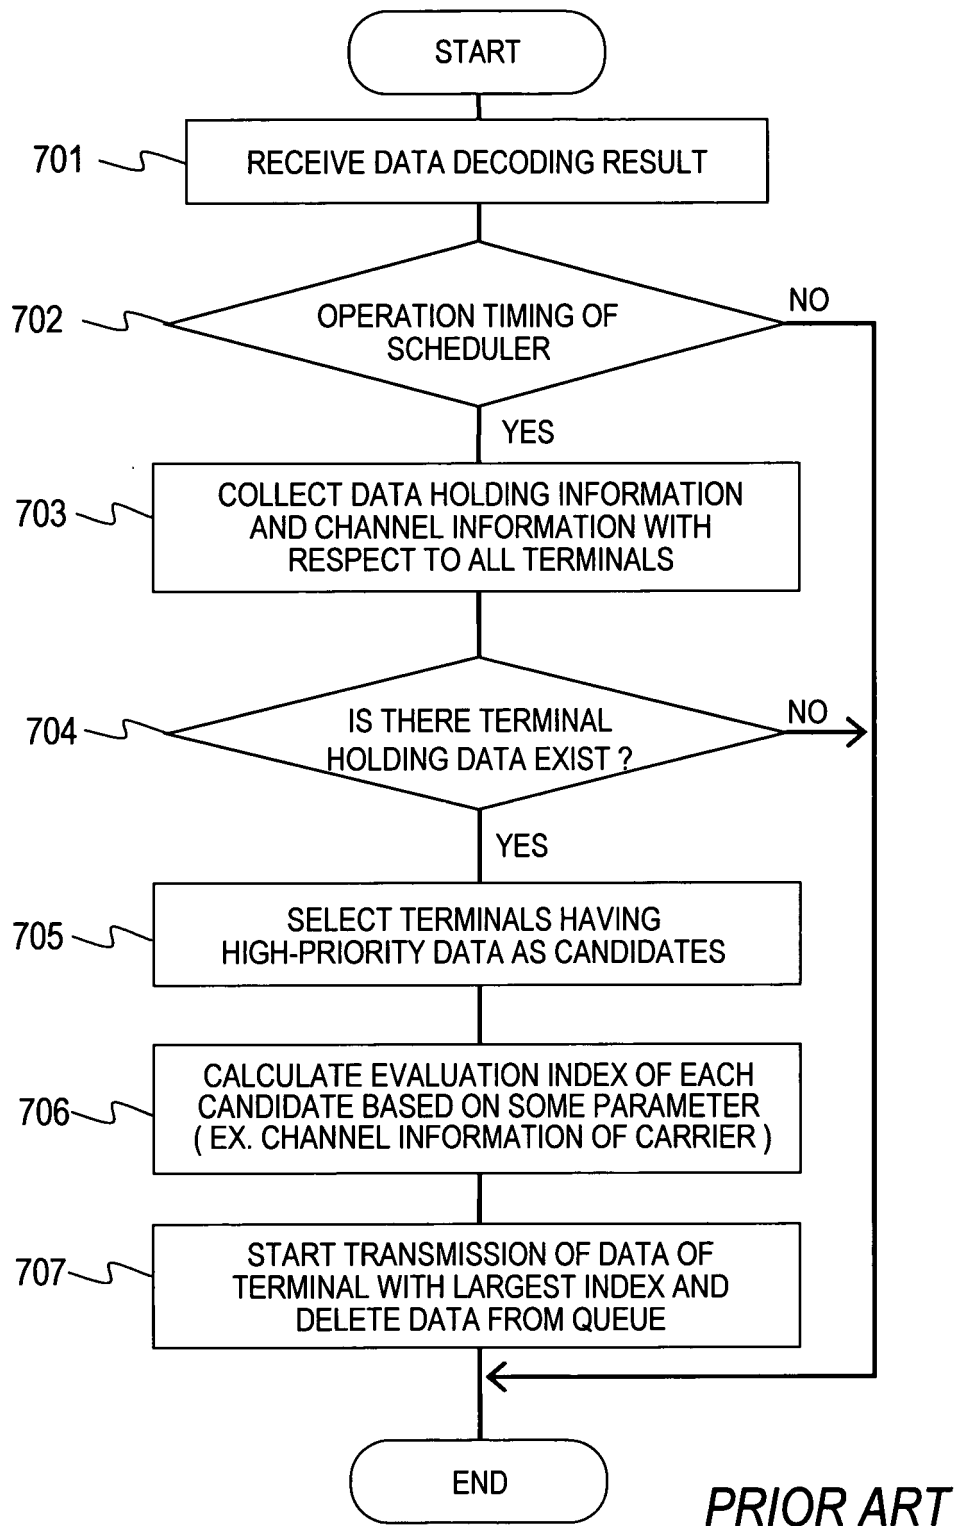 START
701
RECEIVE DATA DECODING RESULT
702
OPERATION TIMING OF
SCHEDULER
NO
YES
703
COLLECT DATA HOLDING INFORMATION
AND CHANNEL INFORMATION WITH
RESPECT TO ALL TERMINALS
704
IS THERE TERMINAL
HOLDING DATA EXIST ?
NO
YES
705
SELECT TERMINALS HAVING
HIGH-PRIORITY DATA AS CANDIDATES
706
CALCULATE EVALUATION INDEX OF EACH
CANDIDATE BASED ON SOME PARAMETER
( EX. CHANNEL INFORMATION OF CARRIER )
707
START TRANSMISSION OF DATA OF
TERMINAL WITH LARGEST INDEX AND
DELETE DATA FROM QUEUE
END
PRIOR ART